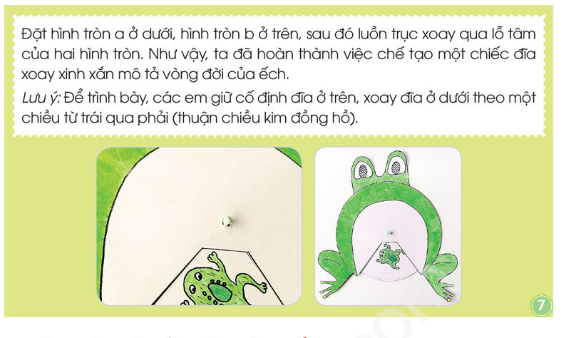 Đặt hình tròn a ở dưới, hình tròn b ở trên, sau đó luồn trục xoay qua lỗ tâm
của hai hình tròn. Như vậy, ta đã hoàn thành việc chế tạo một chiếc đĩa
xoay xinh xắn mô tả vòng đời của ếch.
Lưu ý: Để trình bày, các em giữ cố định đĩa ở trên, xoay đĩa ở dưới theo một
chiều từ trái qua phải (thuận chiều kim đồng hồ).
7